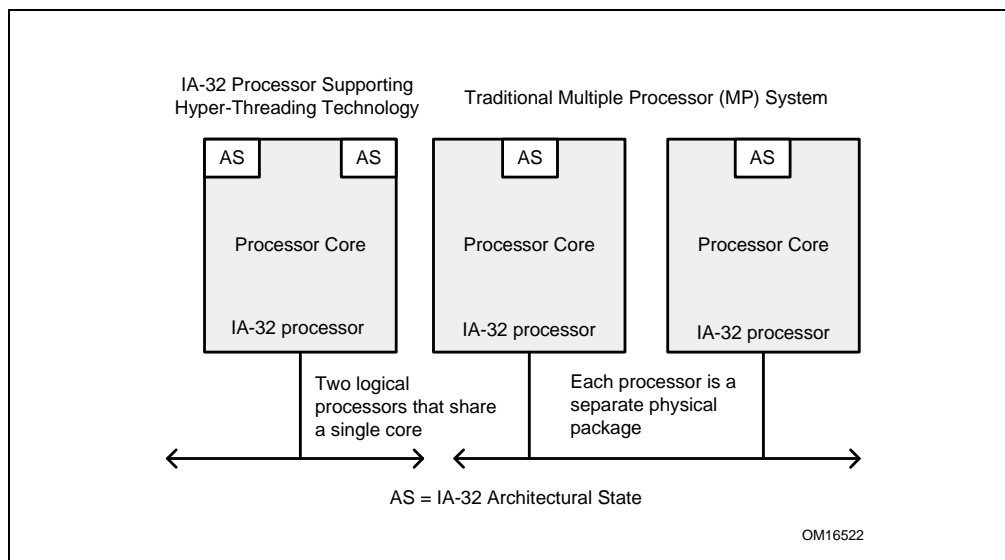 IA-32 Processor Supporting
Hyper-Threading Technology
Traditional Multiple Processor (MP) System
AS
AS
AS
AS
Processor Core
Processor Core
Processor Core
IA-32 processor
IA-32 processor
IA-32 processor
Two logical
processors that share
a single core
Each processor is a
separate physical
package
AS = IA-32 Architectural State
OM16522